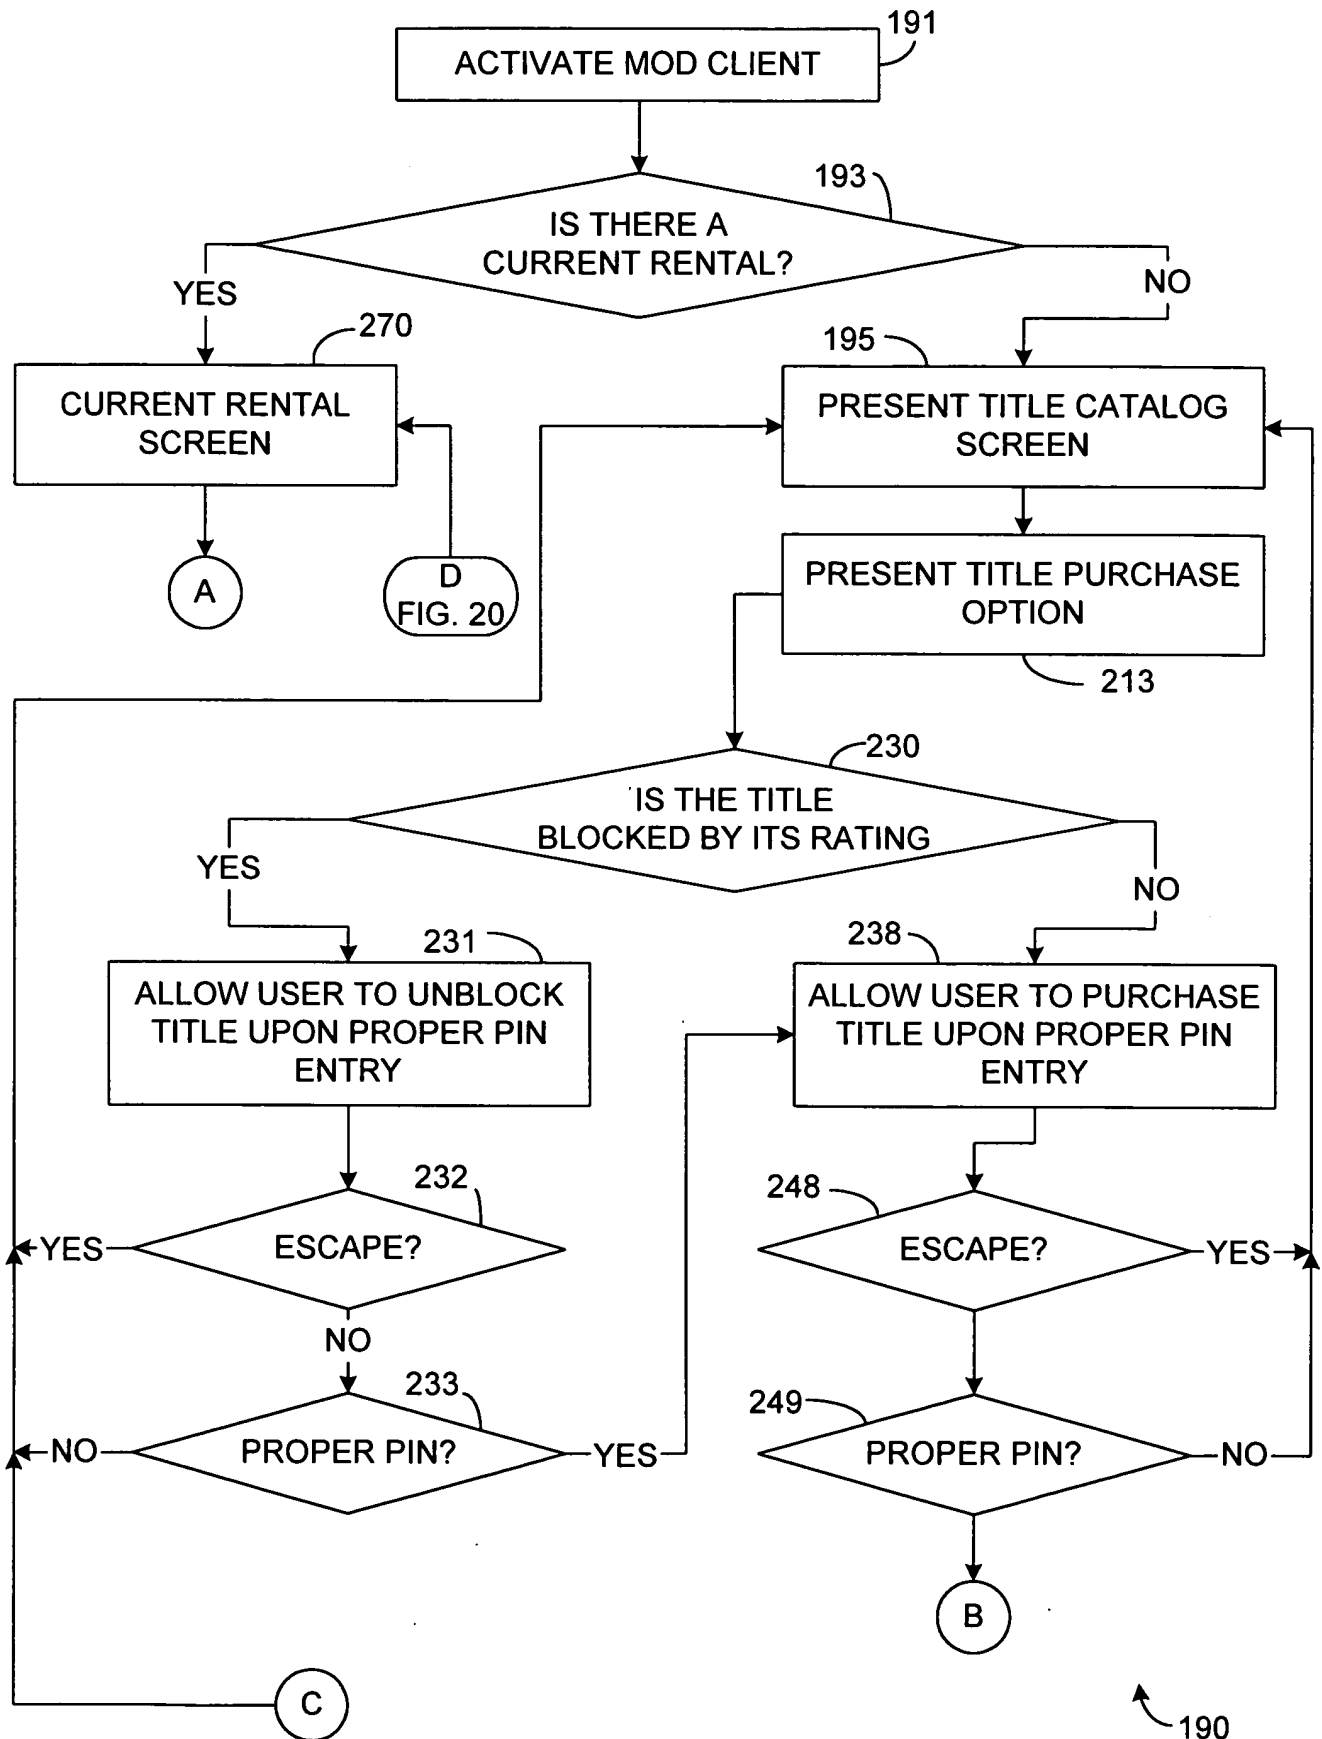 191
ACTIVATE MOD CLIENT
193
IS THERE A
CURRENT RENTAL?
YES
NO
270
195
CURRENT RENTAL
SCREEN
PRESENT TITLE CATALOG
SCREEN
A
D
FIG. 20
PRESENT TITLE PURCHASE
OPTION
213
230
IS THE TITLE
BLOCKED BY ITS RATING
YES
NO
231
238
ALLOW USER TO UNBLOCK
TITLE UPON PROPER PIN
ENTRY
ALLOW USER TO PURCHASE
TITLE UPON PROPER PIN
ENTRY
232
248
YES
ESCAPE?
ESCAPE?
YES
NO
233
249
NO
PROPER PIN?
YES
PROPER PIN?
NO
B
C
190